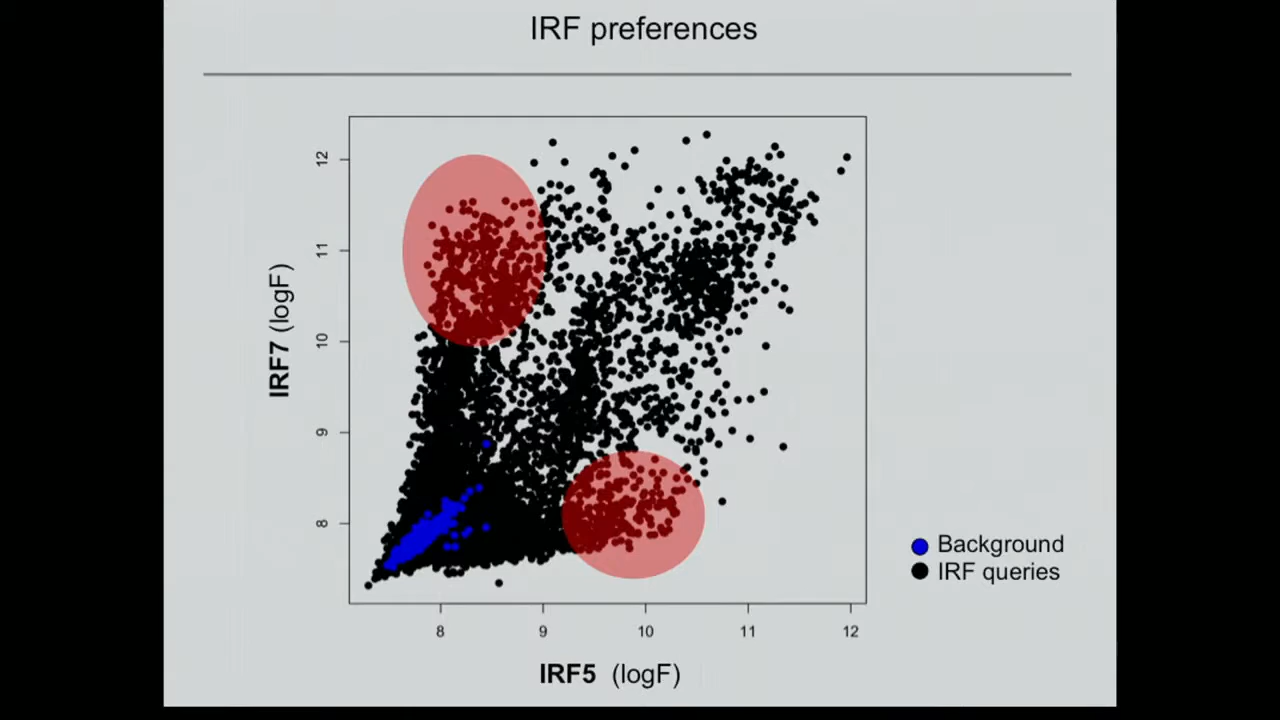 IRF preferences
12
11
10
9
8
IRF7 (logF)
8 9 10 11 12
IRF5 (logF)
Background
IRF queries